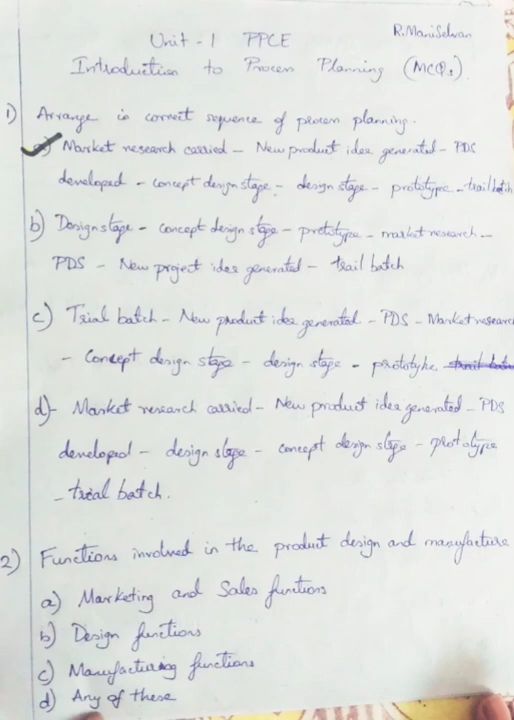 R. ManiSelvan
Unit - 1 PPCE
Introduction to Process Planning (MCQs).
1) Arrange in correct sequence of process planning.
a) Market research carried - New product idea generated - PDS
developed - concept design stage - design stage - prototype - trail batch
b) Design stage - concept design stage - prototype - market research -
PDS - New project idea generated - trail batch
c) Trial batch - New product idea generated - PDS - Market research
- Concept design stage - design stage - prototype
d) - Market research carried - New product idea generated - PDS
developed - design stage - concept design stage - prototype
- trial batch.
2) Functions involved in the product design and manufacture
a) Marketing and Sales functions
b) Design functions
c) Manufacturing functions
d) Any of these